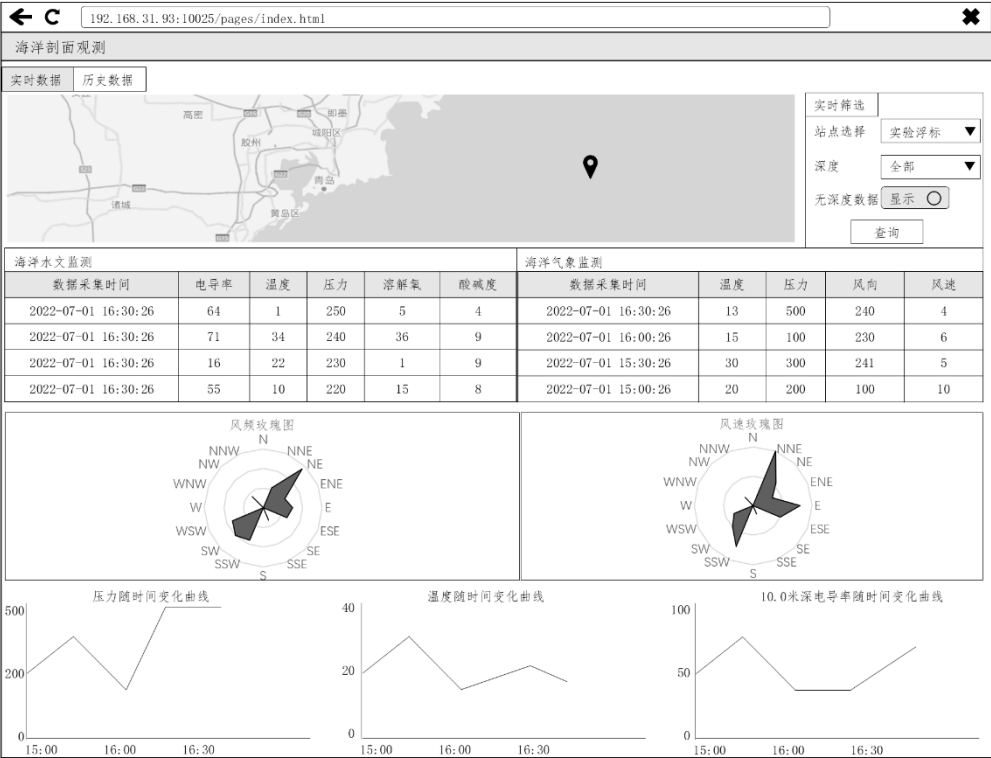 192.168.31.93:10025/pages/index.html
海洋剖面观测
实时数据 历史数据
高密
即墨
城阳区
胶州
青岛
诸城
黄岛区
实时筛选
站点选择 实验浮标
深度 全部
无深度数据 显示
查询
海洋水文监测
数据采集时间 电导率 温度 压力 溶解氧 酸碱度
2022-07-01 16:30:26 64 1 250 5 4
2022-07-01 16:30:26 71 34 240 36 9
2022-07-01 16:30:26 16 22 230 1 9
2022-07-01 16:30:26 55 10 220 15 8
海洋气象监测
数据采集时间 温度 压力 风向 风速
2022-07-01 16:30:26 13 500 240 4
2022-07-01 16:00:26 15 100 230 6
2022-07-01 15:30:26 30 300 241 5
2022-07-01 15:00:26 20 200 100 10
风频玫瑰图
N
NNW NNE
NW NE
WNW ENE
W E
WSW ESE
SW SE
SSW SSE
S
风速玫瑰图
N
NNW NNE
NW NE
WNW ENE
W E
WSW ESE
SW SE
SSW SSE
S
压力随时间变化曲线
500
200
0
15:00 16:00 16:30
温度随时间变化曲线
40
20
0
15:00 16:00 16:30
10.0米深电导率随时间变化曲线
100
50
0
15:00 16:00 16:30